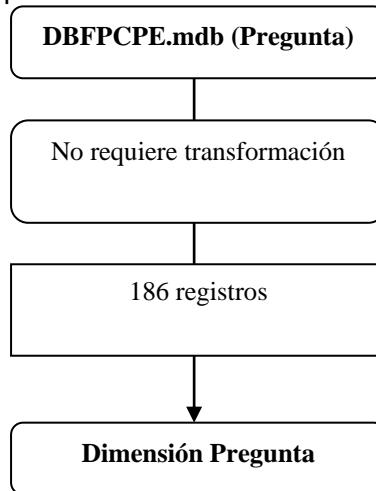 DBFPCPE.mdb (Pregunta)
No requiere transformación
186 registros
Dimensión Pregunta